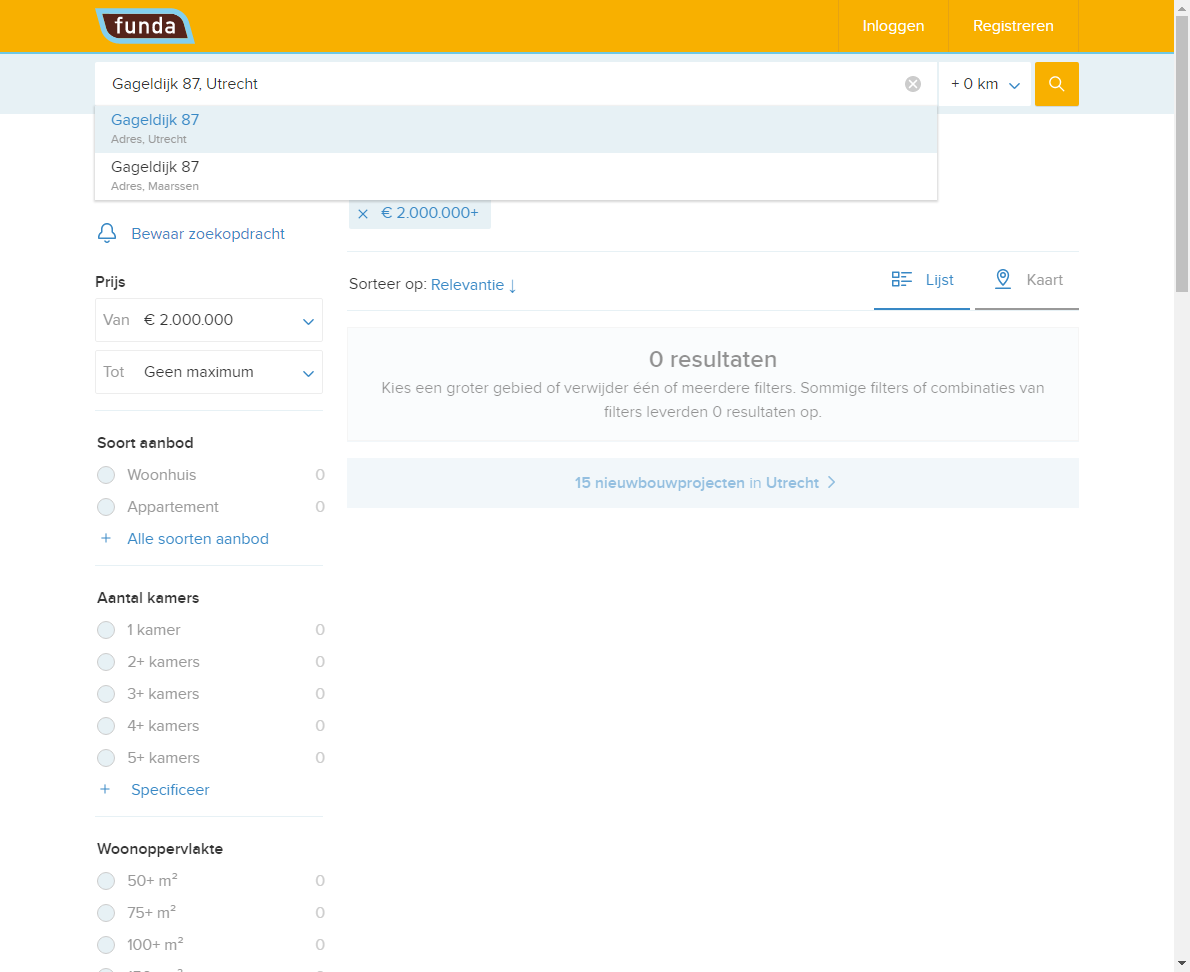 funda
Inloggen
Registreren
Gageldijk 87, Utrecht
+ 0 km
Gageldijk 87
Adres, Utrecht
Gageldijk 87
Adres, Maarssen
€ 2.000.000+
Bewaar zoekopdracht
Prijs
Van € 2.000.000
Tot Geen maximum
Soort aanbod
Woonhuis 0
Appartement 0
+ Alle soorten aanbod
Aantal kamers
1 kamer 0
2+ kamers 0
3+ kamers 0
4+ kamers 0
5+ kamers 0
+ Specificeer
Woonoppervlakte
50+ m² 0
75+ m² 0
100+ m² 0
Sorteer op: Relevantie ↓
Lijst
Kaart
0 resultaten
Kies een groter gebied of verwijder één of meerdere filters. Sommige filters of combinaties van
filters leverden 0 resultaten op.
15 nieuwbouwprojecten in Utrecht